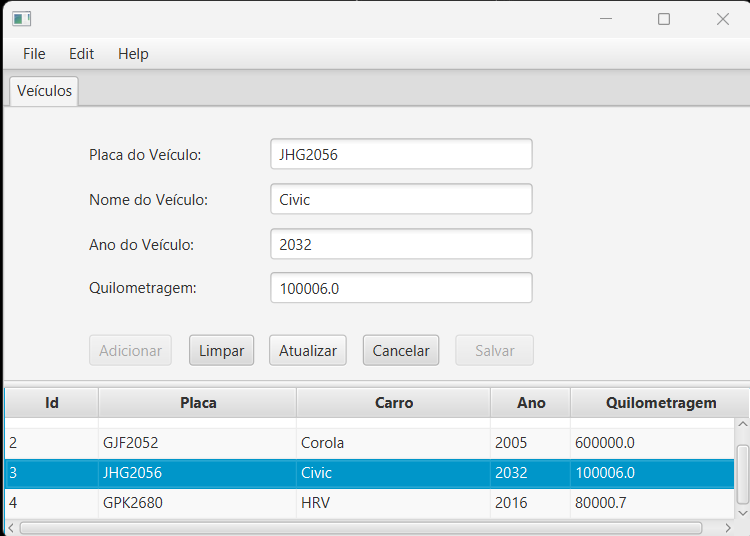 File Edit Help
Veículos
Placa do Veículo: JHG2056
Nome do Veículo: Civic
Ano do Veículo: 2032
Quilometragem: 100006.0
Adicionar Limpar Atualizar Cancelar Salvar
Id Placa Carro Ano Quilometragem
2 GJF2052 Corola 2005 600000.0
3 JHG2056 Civic 2032 100006.0
4 GPK2680 HRV 2016 80000.7